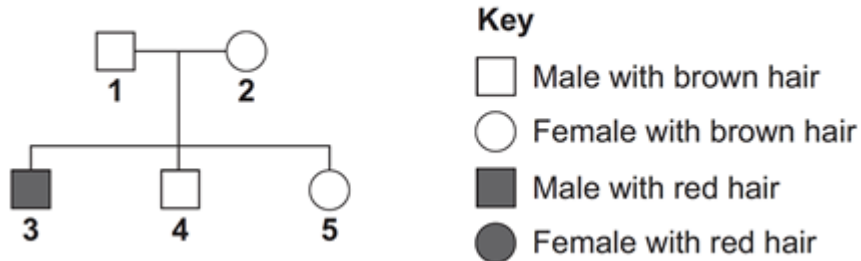 Key
Male with brown hair
Female with brown hair
Male with red hair
Female with red hair
1 2
3 4 5